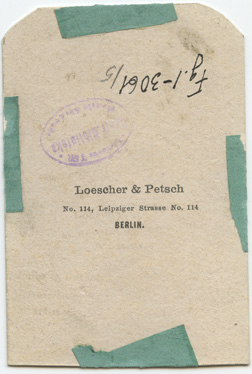 Fg.1-3061/5
Loescher & Petsch
No. 114, Leipziger Strasse No. 114
BERLIN.